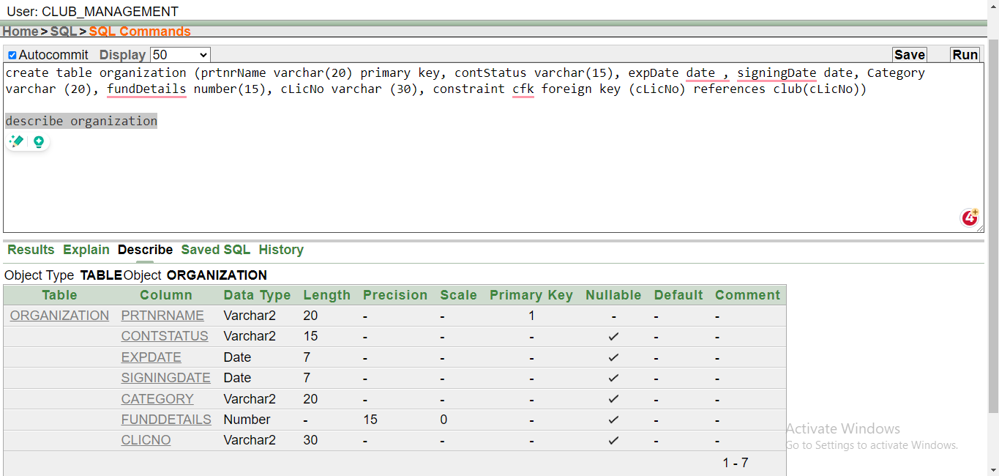 User: CLUB_MANAGEMENT
Home > SQL > SQL Commands
Autocommit Display 50 Save Run
create table organization (prtnrName varchar(20) primary key, contStatus varchar(15), expDate date , signingDate date, Category
varchar (20), fundDetails number(15), cLicNo varchar (30), constraint cfk foreign key (cLicNo) references club(cLicNo))
describe organization
4+
Results Explain Describe Saved SQL History
Object Type TABLE Object ORGANIZATION
Table Column Data Type Length Precision Scale Primary Key Nullable Default Comment
ORGANIZATION PRTNRNAME Varchar2 20 - - 1 - - -
CONTSTATUS Varchar2 15 - - - ✓ - -
EXPDATE Date 7 - - - ✓ - -
SIGNINGDATE Date 7 - - - ✓ - -
CATEGORY Varchar2 20 - - - ✓ - -
FUNDDETAILS Number - 15 0 - ✓ - -
CLICNO Varchar2 30 - - - ✓ - -
1 - 7
Activate Windows
Go to Settings to activate Windows.